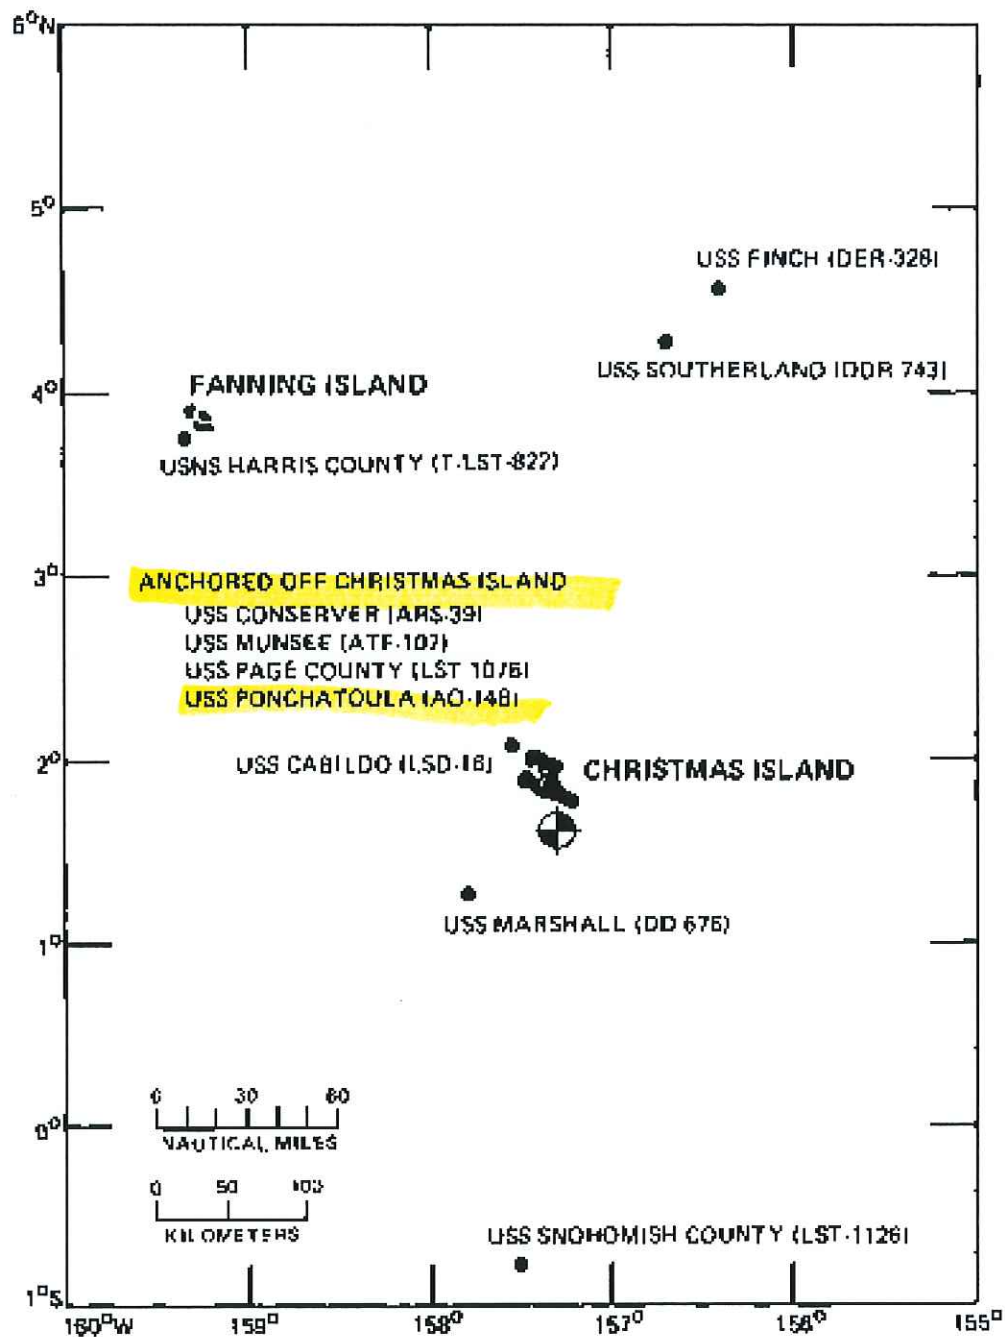 6°N
5°
USS FINCH (DER-328)
USS SOUTHERLAND (DDR 743)
FANNING ISLAND
4°
USNS HARRIS COUNTY (T-LST-822)
3°
ANCHORED OFF CHRISTMAS ISLAND
USS CONSERVER (ARS-39)
USS MUNSEE (ATF-107)
USS PAGE COUNTY (LST 1076)
USS PONCHATOULA (AO-148)
2°
USS CABILDO (LSD-16)
CHRISTMAS ISLAND
USS MARSHALL (DD 676)
1°
0 30 60
NAUTICAL MILES
0°
0 50 100
KILOMETERS
USS SNOHOMISH COUNTY (LST-1126)
1°S
160°W 159° 158° 157° 156° 155°